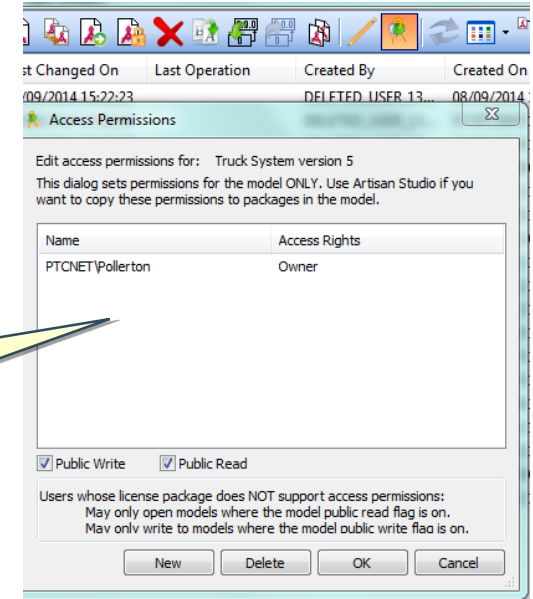 st Changed On Last Operation Created By Created On
/09/2014 15:22:23 DELETED_USER_13... 08/09/2014
Access Permissions
Edit access permissions for: Truck System version 5
This dialog sets permissions for the model ONLY. Use Artisan Studio if you
want to copy these permissions to packages in the model.
Name Access Rights
PTCNET\Pollerton Owner
Public Write Public Read
Users whose license package does NOT support access permissions:
May only open models where the model public read flag is on.
May only write to models where the model public write flag is on.
New Delete OK Cancel